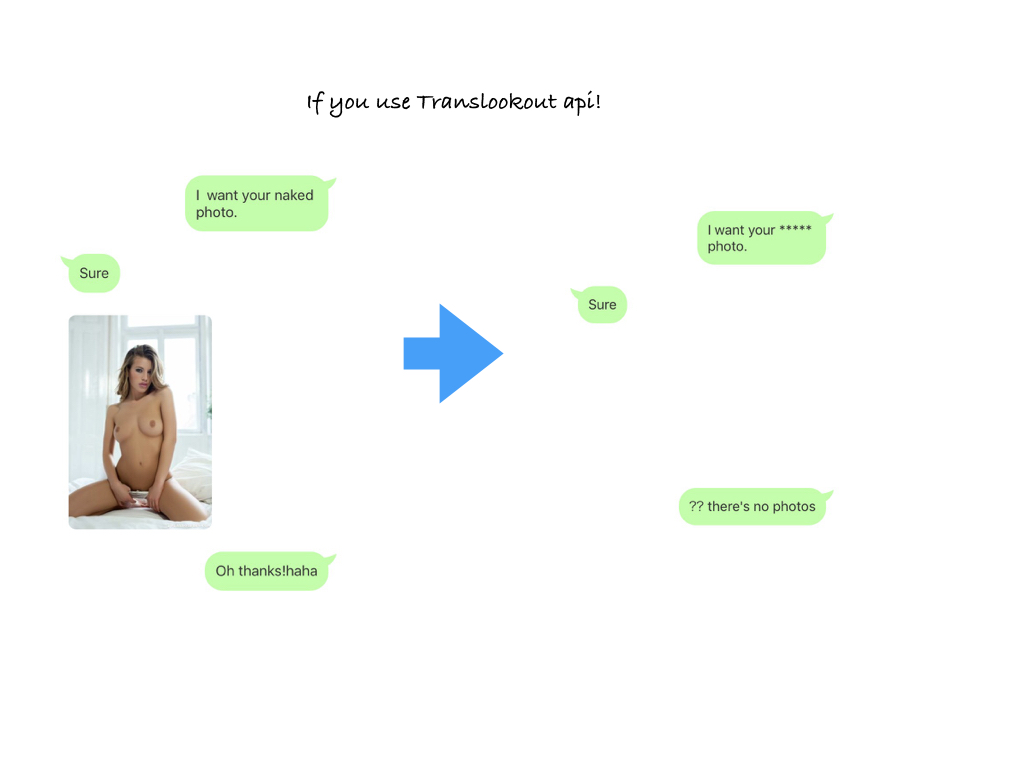 If you use Translookout api!
I want your naked
photo.
Sure
Oh thanks!haha
I want your *****
photo.
Sure
?? there's no photos